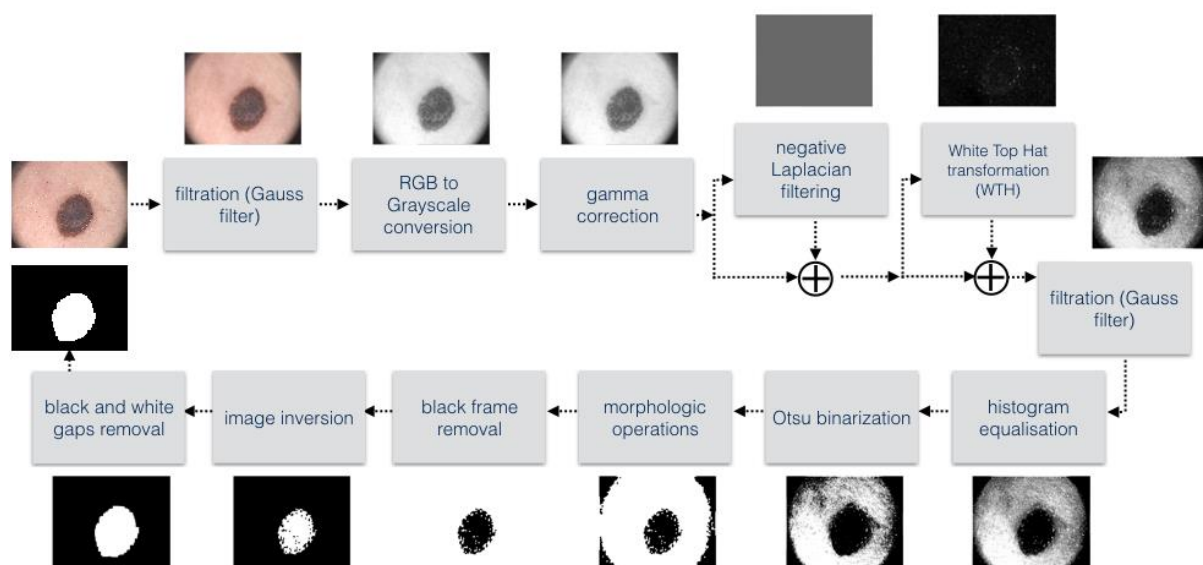 filtration (Gauss
filter)
RGB to
Grayscale
conversion
gamma
correction
negative
Laplacian
filtering
White Top Hat
transformation
(WTH)
filtration (Gauss
filter)
histogram
equalisation
Otsu binarization
morphologic
operations
black frame
removal
image inversion
black and white
gaps removal